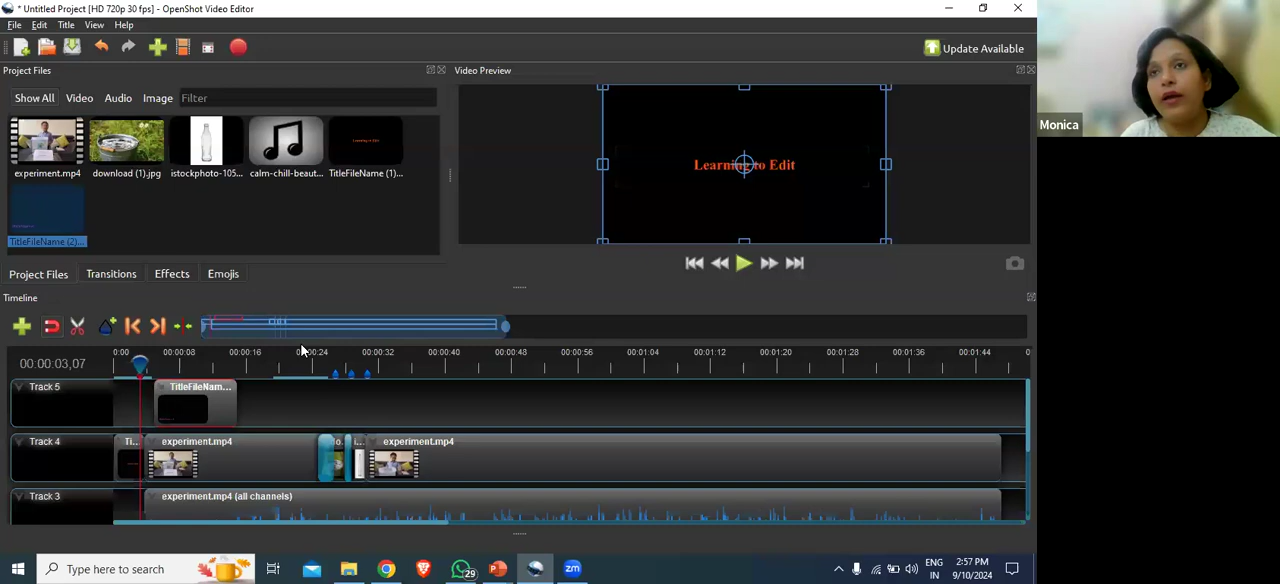 * Untitled Project [HD 720p 30 fps] - OpenShot Video Editor
File Edit Title View Help
Update Available
Project Files
Video Preview
Show All Video Audio Image Filter
experiment.mp4 download (1).jpg istockphoto-105... calm-chill-beaut... TitleFileName (1)...
TitleFileName (2)...
Learning to Edit
Monica
Project Files Transitions Effects Emojis
Timeline
00:00:03,07
0:00 00:00:08 00:00:16 00:00:24 00:00:32 00:00:40 00:00:48 00:00:56 00:01:04 00:01:12 00:01:20 00:01:28 00:01:36 00:01:44 0
Track 5 TitleFileNam...
Track 4 Ti... experiment.mp4 i... experiment.mp4
Track 3 experiment.mp4 (all channels)
Type here to search
29
zm
ENG
IN
2:57 PM
9/10/2024